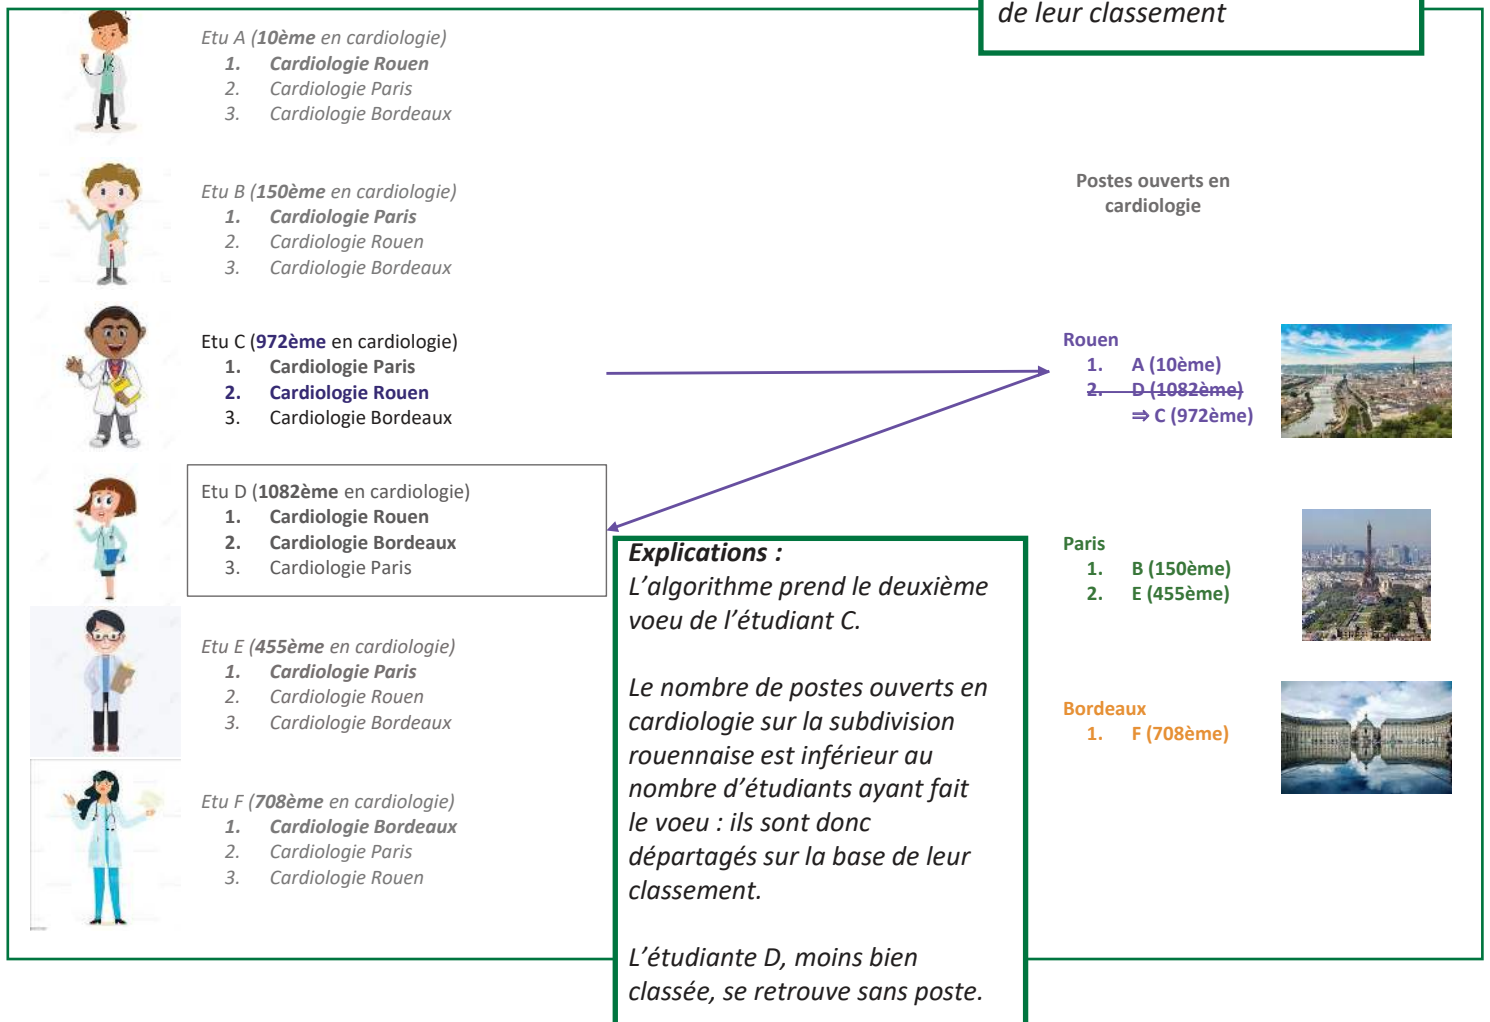 de leur classement
Etu A (10ème en cardiologie)
1. Cardiologie Rouen
2. Cardiologie Paris
3. Cardiologie Bordeaux
Etu B (150ème en cardiologie)
1. Cardiologie Paris
2. Cardiologie Rouen
3. Cardiologie Bordeaux
Etu C (972ème en cardiologie)
1. Cardiologie Paris
2. Cardiologie Rouen
3. Cardiologie Bordeaux
Etu D (1082ème en cardiologie)
1. Cardiologie Rouen
2. Cardiologie Bordeaux
3. Cardiologie Paris
Etu E (455ème en cardiologie)
1. Cardiologie Paris
2. Cardiologie Rouen
3. Cardiologie Bordeaux
Etu F (708ème en cardiologie)
1. Cardiologie Bordeaux
2. Cardiologie Paris
3. Cardiologie Rouen
Explications :
L'algorithme prend le deuxième
voeu de l'étudiant C.
Le nombre de postes ouverts en
cardiologie sur la subdivision
rouennaise est inférieur au
nombre d'étudiants ayant fait
le voeu : ils sont donc
départagés sur la base de leur
classement.
L'étudiante D, moins bien
classée, se retrouve sans poste.
Postes ouverts en
cardiologie
Rouen
1. A (10ème)
2. D (1082ème)
⇒ C (972ème)
Paris
1. B (150ème)
2. E (455ème)
Bordeaux
1. F (708ème)